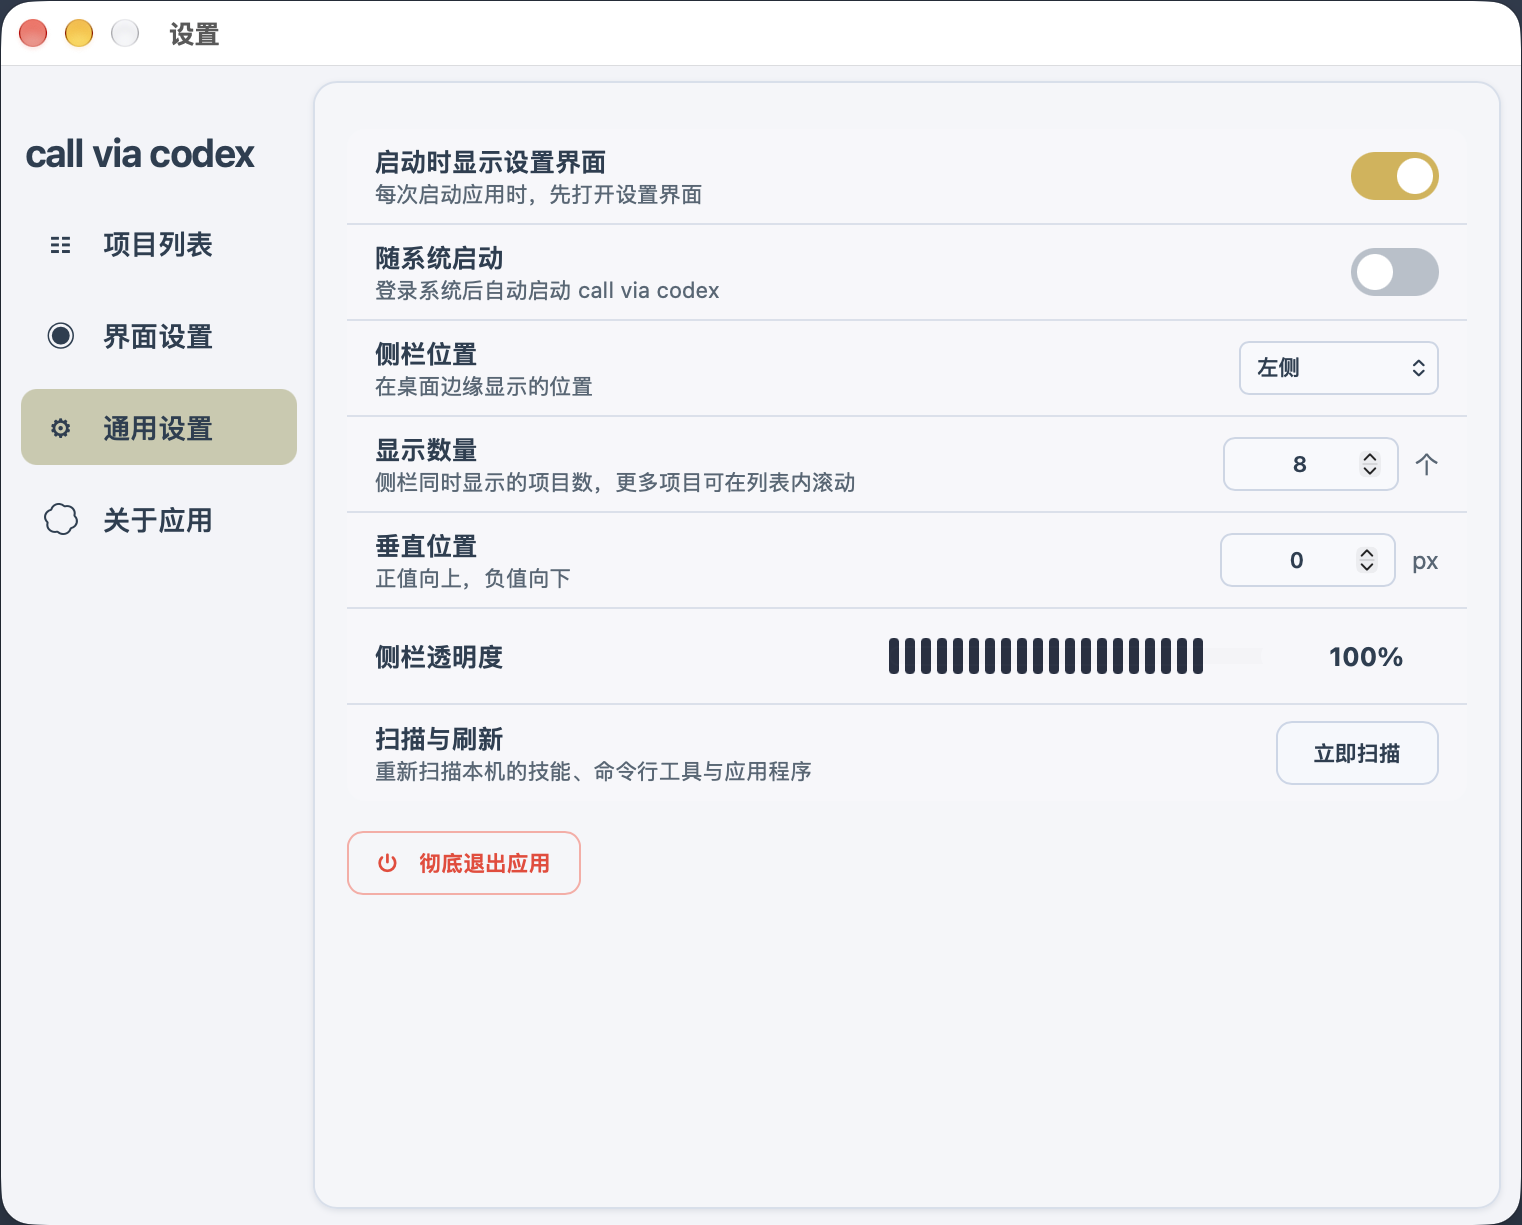 设置
call via codex
项目列表
界面设置
通用设置
关于应用
启动时显示设置界面
每次启动应用时，先打开设置界面
随系统启动
登录系统后自动启动 call via codex
侧栏位置
在桌面边缘显示的位置
左侧
显示数量
侧栏同时显示的项目数，更多项目可在列表内滚动
8 个
垂直位置
正值向上，负值向下
0 px
侧栏透明度
100%
扫描与刷新
重新扫描本机的技能、命令行工具与应用程序
立即扫描
彻底退出应用